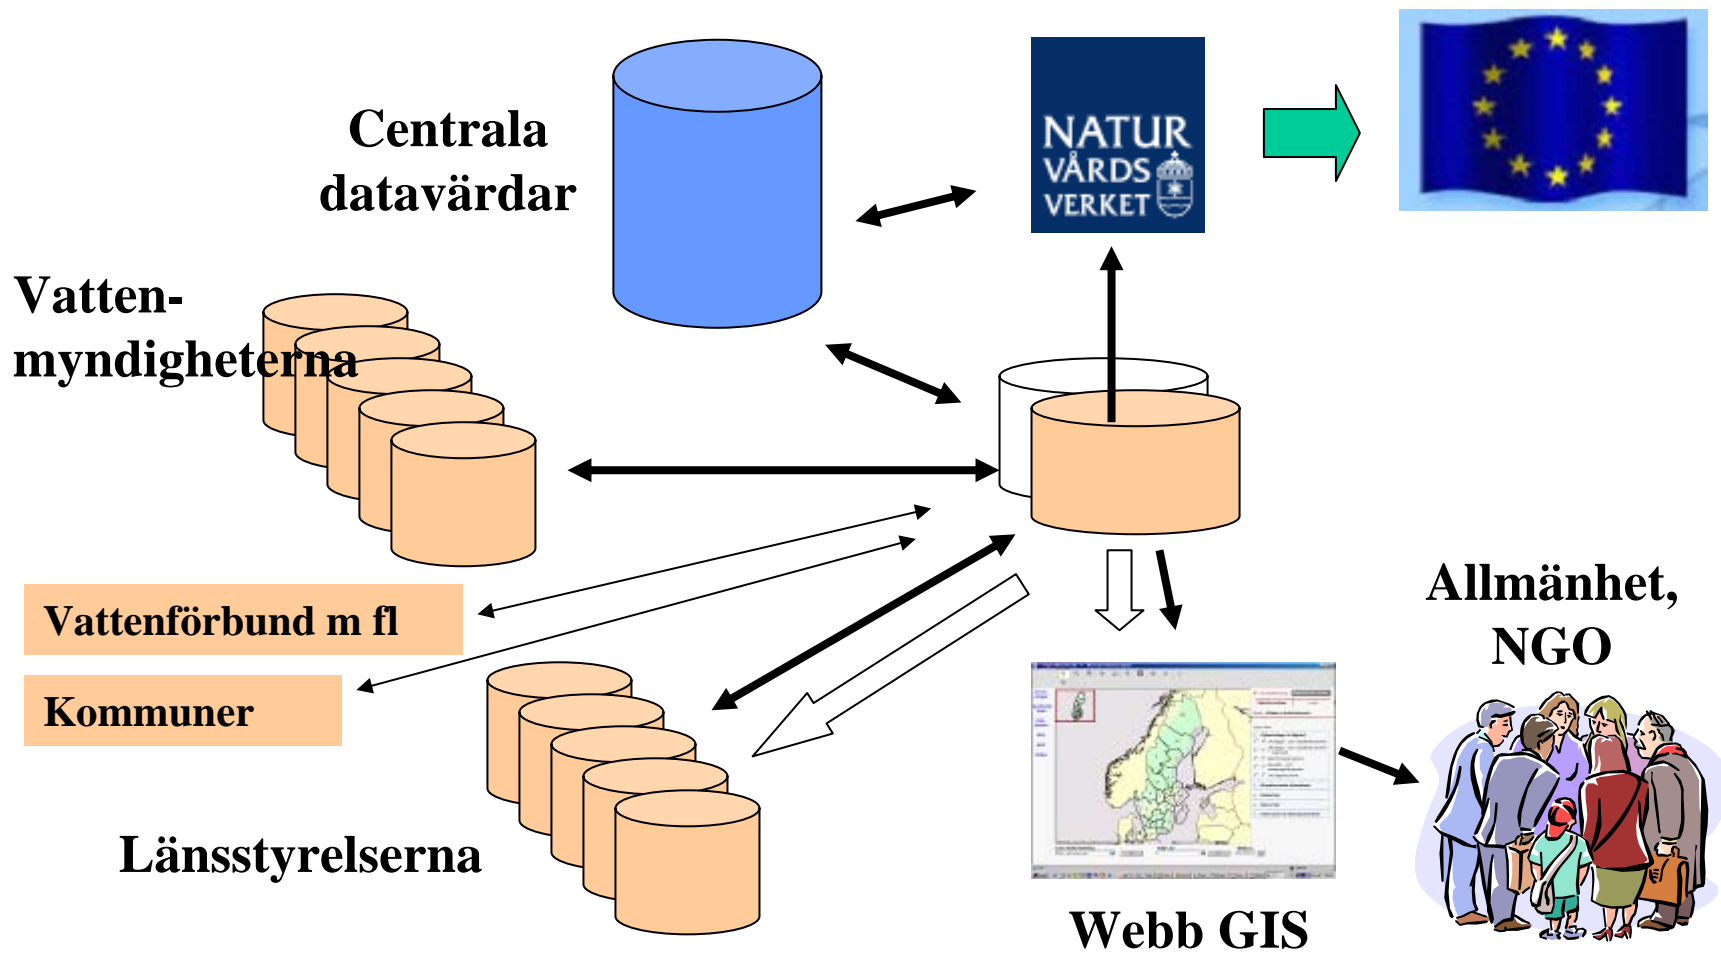 Centrala
datavärdar
NATUR
VÅRDS
VERKET
Vatten-
myndigheterna
Vattenförbund m fl
Kommuner
Länsstyrelserna
Allmänhet,
NGO
Webb GIS